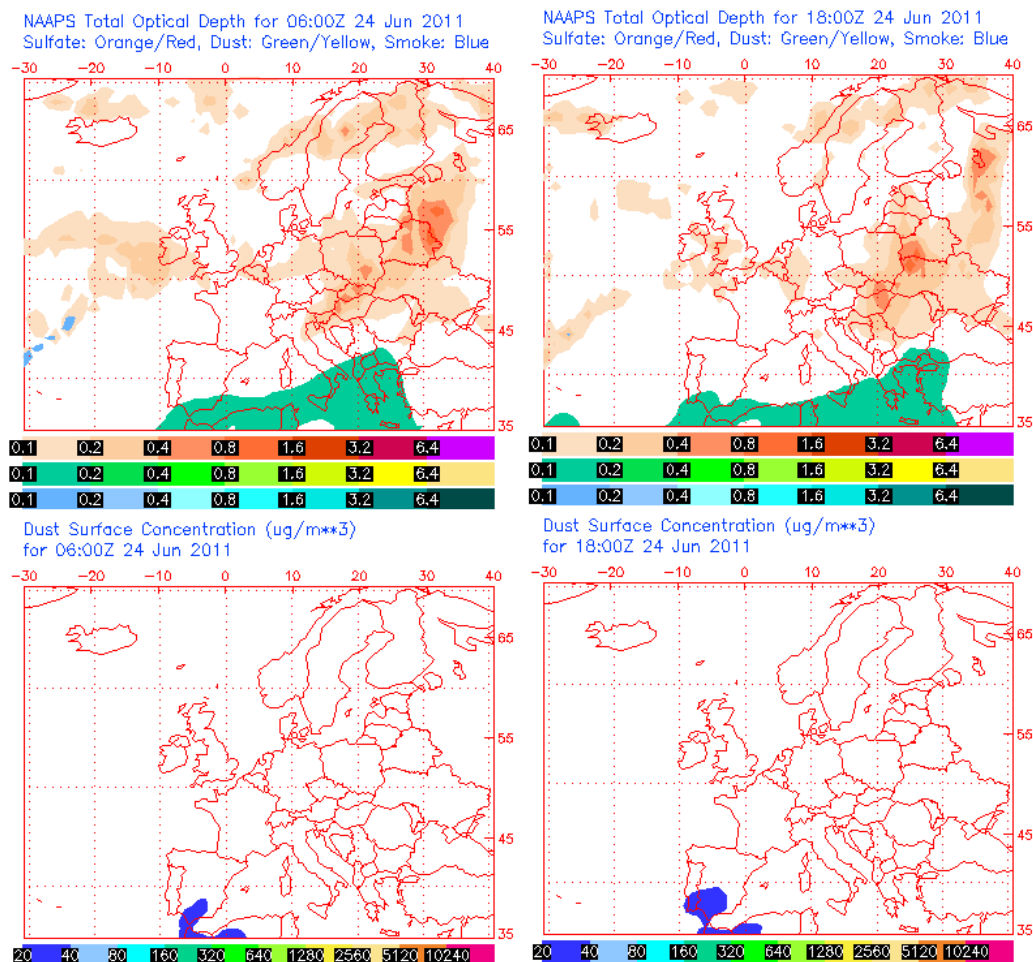 NAAPS Total Optical Depth for 06:00Z 24 Jun 2011
Sulfate: Orange/Red, Dust: Green/Yellow, Smoke: Blue
-30 -20 -10 0 10 20 30 40
65
55
45
35
0.1 0.2 0.4 0.8 1.6 3.2 6.4
0.1 0.2 0.4 0.8 1.6 3.2 6.4
0.1 0.2 0.4 0.8 1.6 3.2 6.4
NAAPS Total Optical Depth for 18:00Z 24 Jun 2011
Sulfate: Orange/Red, Dust: Green/Yellow, Smoke: Blue
-30 -20 -10 0 10 20 30 40
65
55
45
35
0.1 0.2 0.4 0.8 1.6 3.2 6.4
0.1 0.2 0.4 0.8 1.6 3.2 6.4
0.1 0.2 0.4 0.8 1.6 3.2 6.4
Dust Surface Concentration (ug/m**3)
for 06:00Z 24 Jun 2011
-30 -20 -10 0 10 20 30 40
65
55
45
35
20 40 80 160 320 640 1280 2560 5120 10240
Dust Surface Concentration (ug/m**3)
for 18:00Z 24 Jun 2011
-30 -20 -10 0 10 20 30 40
65
55
45
35
20 40 80 160 320 640 1280 2560 5120 10240